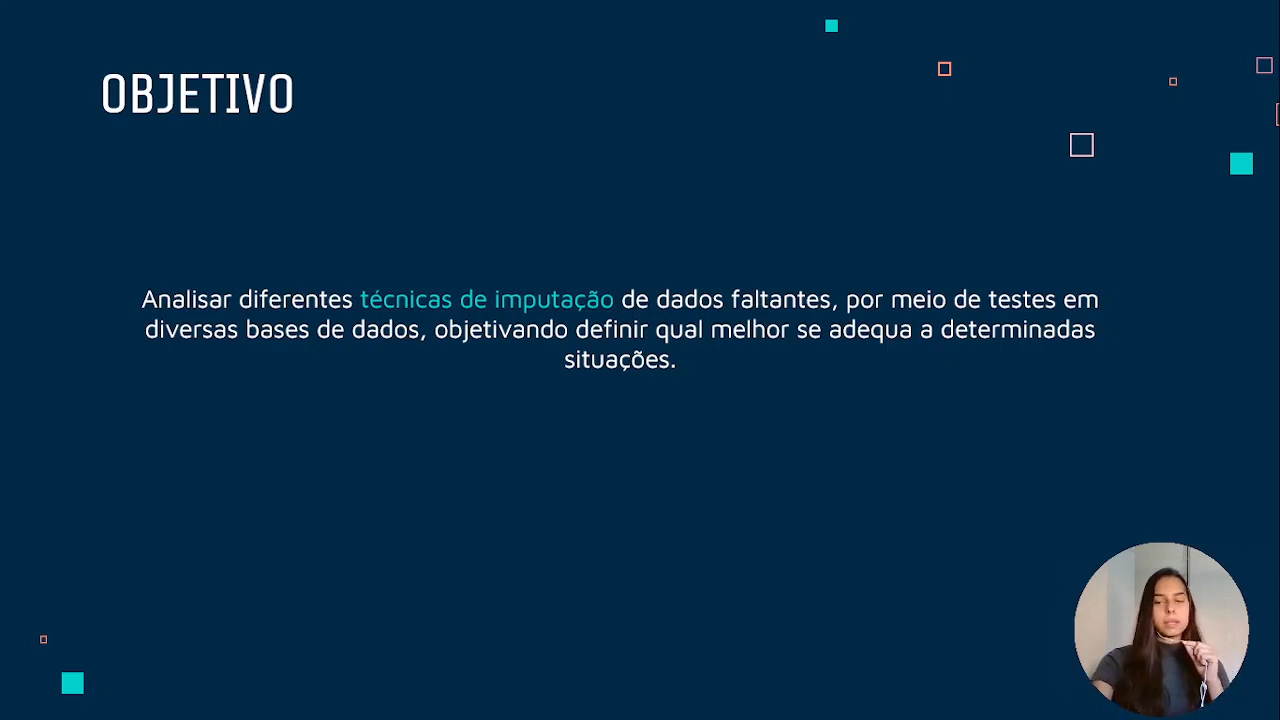 OBJETIVO
Analisar diferentes técnicas de imputação de dados faltantes, por meio de testes em
diversas bases de dados, objetivando definir qual melhor se adequa a determinadas
situações.